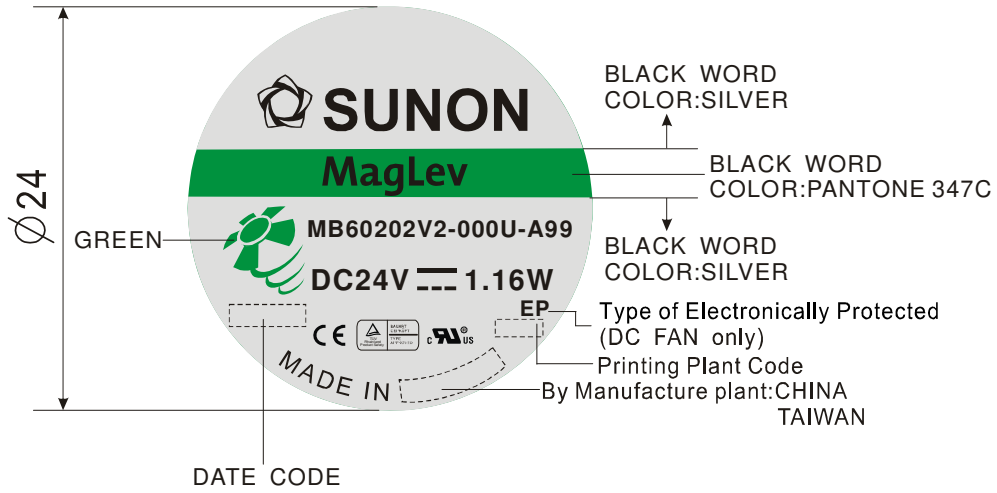 BLACK WORD
COLOR:SILVER
SUNON
MagLev
BLACK WORD
COLOR:PANTONE 347C
Ø24
GREEN
MB60202V2-000U-A99
BLACK WORD
COLOR:SILVER
DC24V 1.16W
EP
Type of Electronically Protected
(DC FAN only)
CE
c RU ® US
Printing Plant Code
MADE IN
By Manufacture plant:CHINA
TAIWAN
DATE CODE